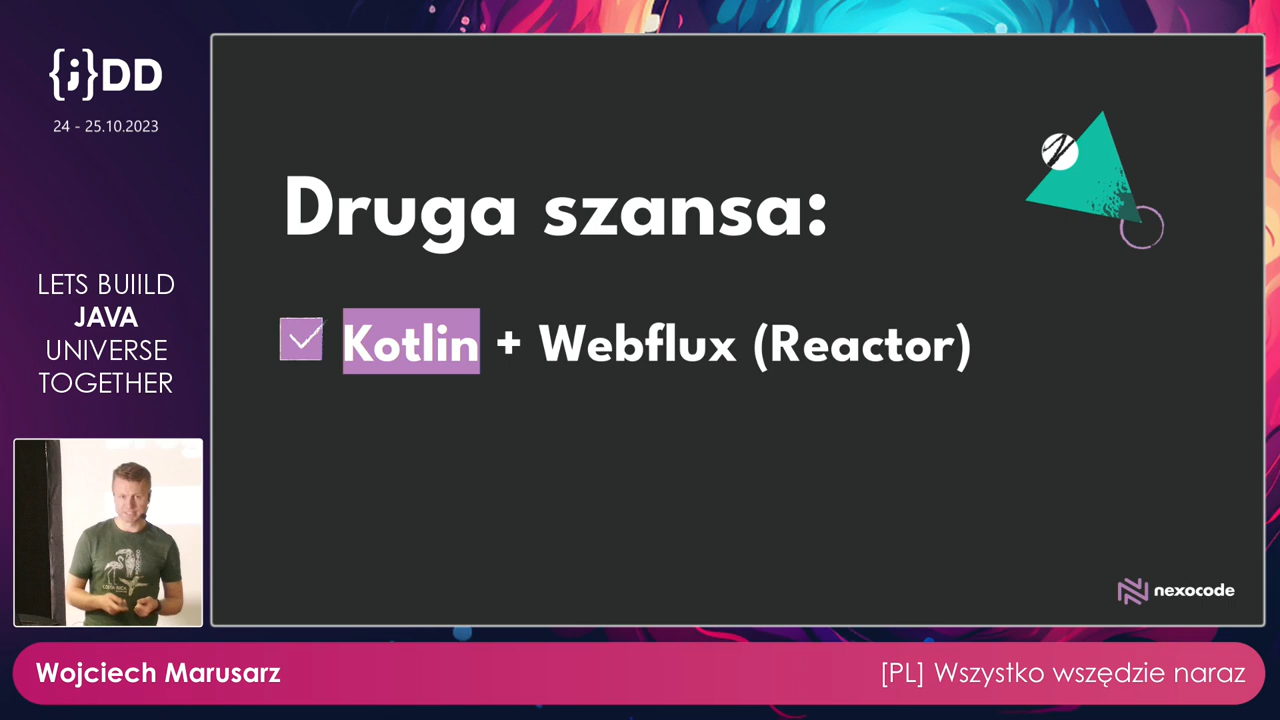 {j}DD
24 - 25.10.2023
LETS BUIILD
JAVA
UNIVERSE
TOGETHER
Druga szansa:
Kotlin + Webflux (Reactor)
nexocode
Wojciech Marusarz
[PL] Wszystko wszędzie naraz